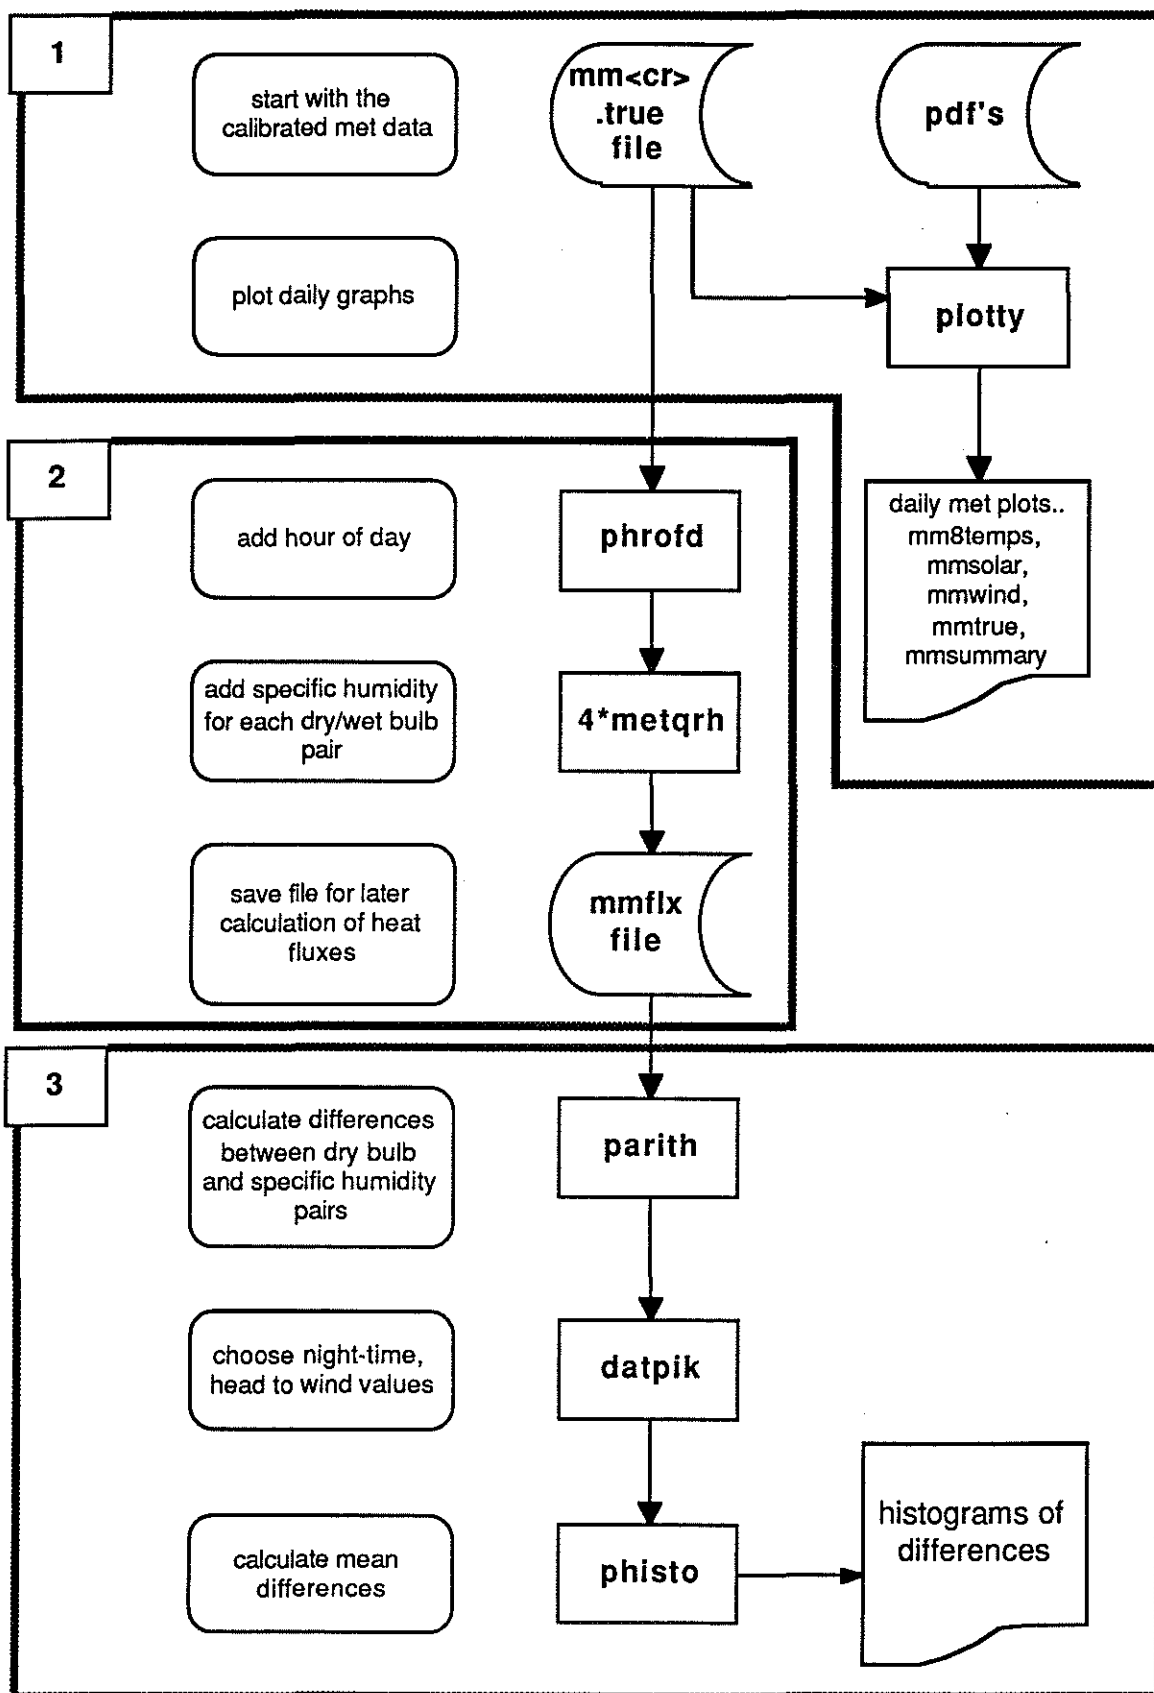 1
start with the
calibrated met data
mm<cr>
.true
file
pdf's
plot daily graphs
plotty
daily met plots..
mm8temps,
mmsolar,
mmwind,
mmtrue,
mmsummary
2
add hour of day
phrofd
add specific humidity
for each dry/wet bulb
pair
4*metqrh
save file for later
calculation of heat
fluxes
mmflx
file
3
calculate differences
between dry bulb
and specific humidity
pairs
parith
choose night-time,
head to wind values
datpik
calculate mean
differences
phisto
histograms of
differences